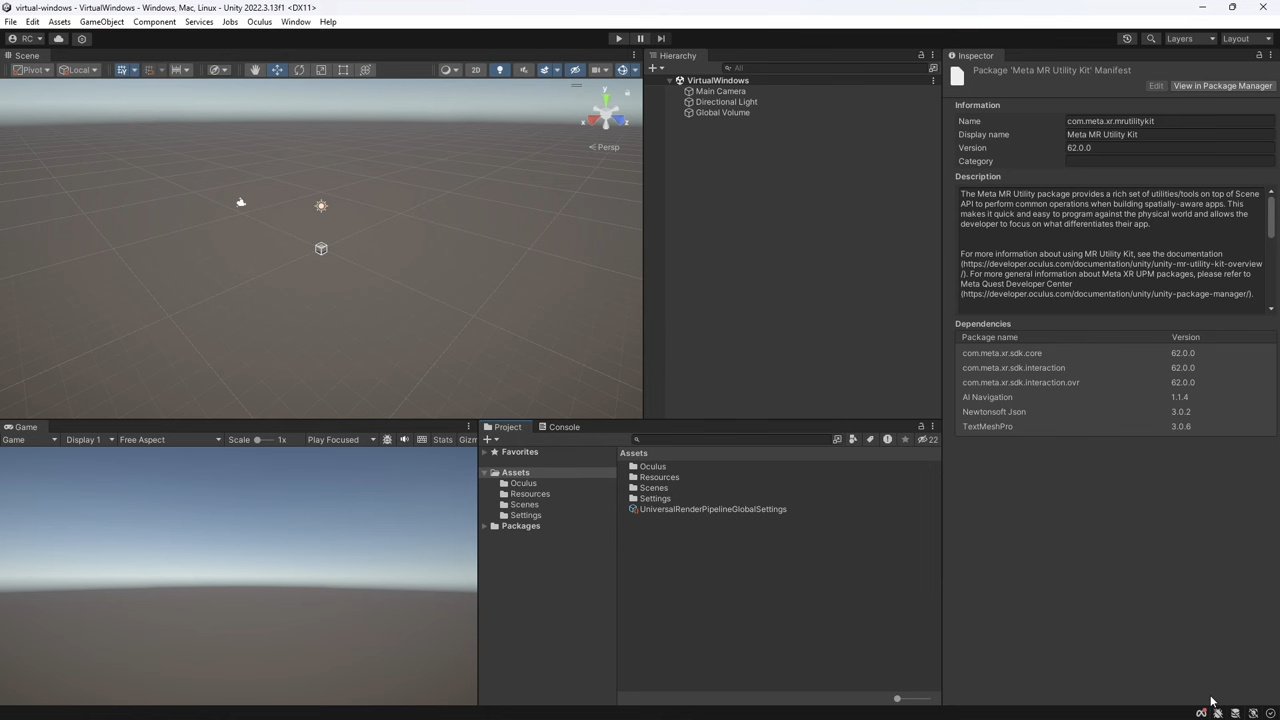 virtual-windows - VirtualWindows - Windows, Mac, Linux - Unity 2022.3.13f1 <DX11>
File Edit Assets GameObject Component Services Jobs Oculus Window Help
RC
Layers
Layout
Scene
Pivot
Local
2D
y
x
z
Persp
Hierarchy
All
VirtualWindows
Main Camera
Directional Light
Global Volume
Inspector
Package 'Meta MR Utility Kit' Manifest
Edit
View in Package Manager
Information
Name com.meta.xr.mrutilitykit
Display name Meta MR Utility Kit
Version 62.0.0
Category
Description
The Meta MR Utility package provides a rich set of utilities/tools on top of Scene
API to perform common operations when building spatially-aware apps. This
makes it quick and easy to program against the physical world and allows the
developer to focus on what differentiates their app.
For more information about using MR Utility Kit, see the documentation
(https://developer.oculus.com/documentation/unity/unity-mr-utility-kit-overview
/). For more general information about Meta XR UPM packages, please refer to
Meta Quest Developer Center
(https://developer.oculus.com/documentation/unity/unity-package-manager/).
Dependencies
Package name Version
com.meta.xr.sdk.core 62.0.0
com.meta.xr.sdk.interaction 62.0.0
com.meta.xr.sdk.interaction.ovr 62.0.0
AI Navigation 1.1.4
Newtonsoft Json 3.0.2
TextMeshPro 3.0.6
Game
Game Display 1 Free Aspect Scale 1x Play Focused Stats Gizm
Project Console
22
Favorites
Assets
Oculus
Resources
Scenes
Settings
Packages
Assets
Oculus
Resources
Scenes
Settings
UniversalRenderPipelineGlobalSettings